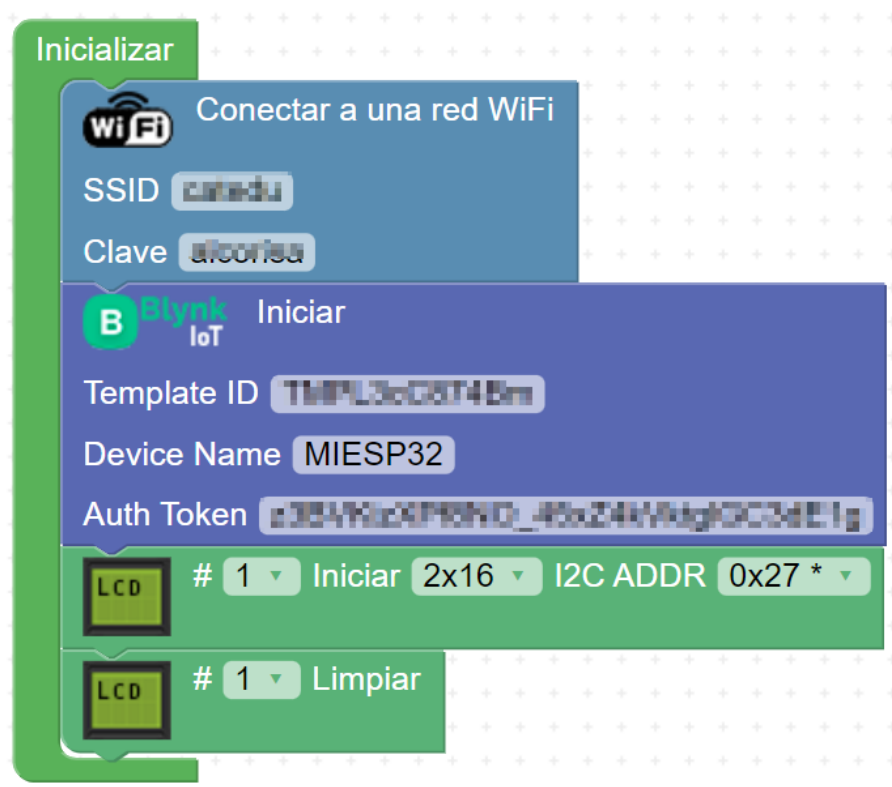 Inicializar
WiFi Conectar a una red WiFi
SSID
Clave
B Blynk IoT Iniciar
Template ID
Device Name MIESP32
Auth Token
LCD # 1 Iniciar 2x16 I2C ADDR 0x27 *
LCD # 1 Limpiar